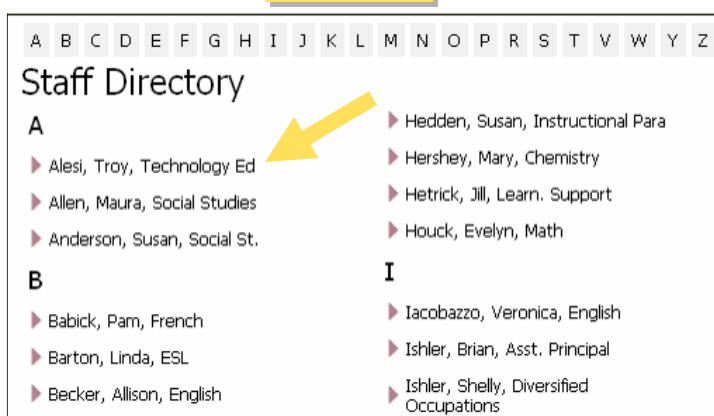 A B C D E F G H I J K L M N O P R S T V W Y Z
Staff Directory
A
Alesi, Troy, Technology Ed
Allen, Maura, Social Studies
Anderson, Susan, Social St.
B
Babick, Pam, French
Barton, Linda, ESL
Becker, Allison, English
Hedden, Susan, Instructional Para
Hershey, Mary, Chemistry
Hetrick, Jill, Learn. Support
Houck, Evelyn, Math
I
Iacobazzo, Veronica, English
Ishler, Brian, Asst. Principal
Ishler, Shelly, Diversified
Occupations